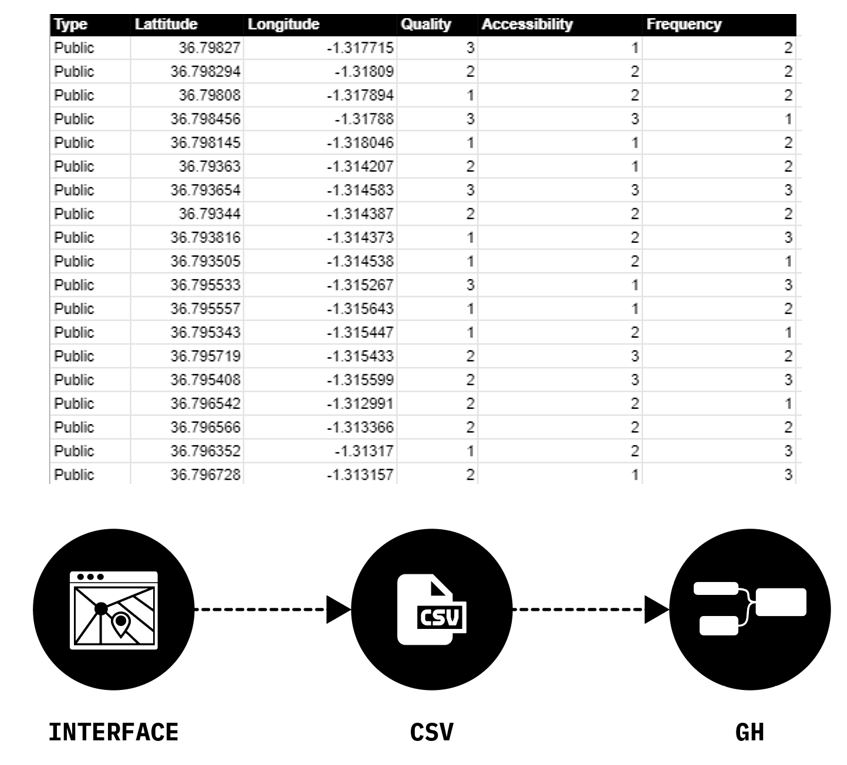 Type Lattitude Longitude Quality Accessibility Frequency
Public 36.79827 -1.317715 3 1 2
Public 36.798294 -1.31809 2 2 2
Public 36.79808 -1.317894 1 2 2
Public 36.798456 -1.31788 3 3 1
Public 36.798145 -1.318046 1 1 2
Public 36.79363 -1.314207 2 1 2
Public 36.793654 -1.314583 3 3 3
Public 36.79344 -1.314387 2 2 2
Public 36.793816 -1.314373 1 2 3
Public 36.793505 -1.314538 1 2 1
Public 36.795533 -1.315267 3 1 3
Public 36.795557 -1.315643 1 1 2
Public 36.795343 -1.315447 1 2 1
Public 36.795719 -1.315433 2 3 2
Public 36.795408 -1.315599 2 3 3
Public 36.796542 -1.312991 2 2 1
Public 36.796566 -1.313366 2 2 2
Public 36.796352 -1.31317 1 2 3
Public 36.796728 -1.313157 2 1 3
CSV
INTERFACE CSV GH